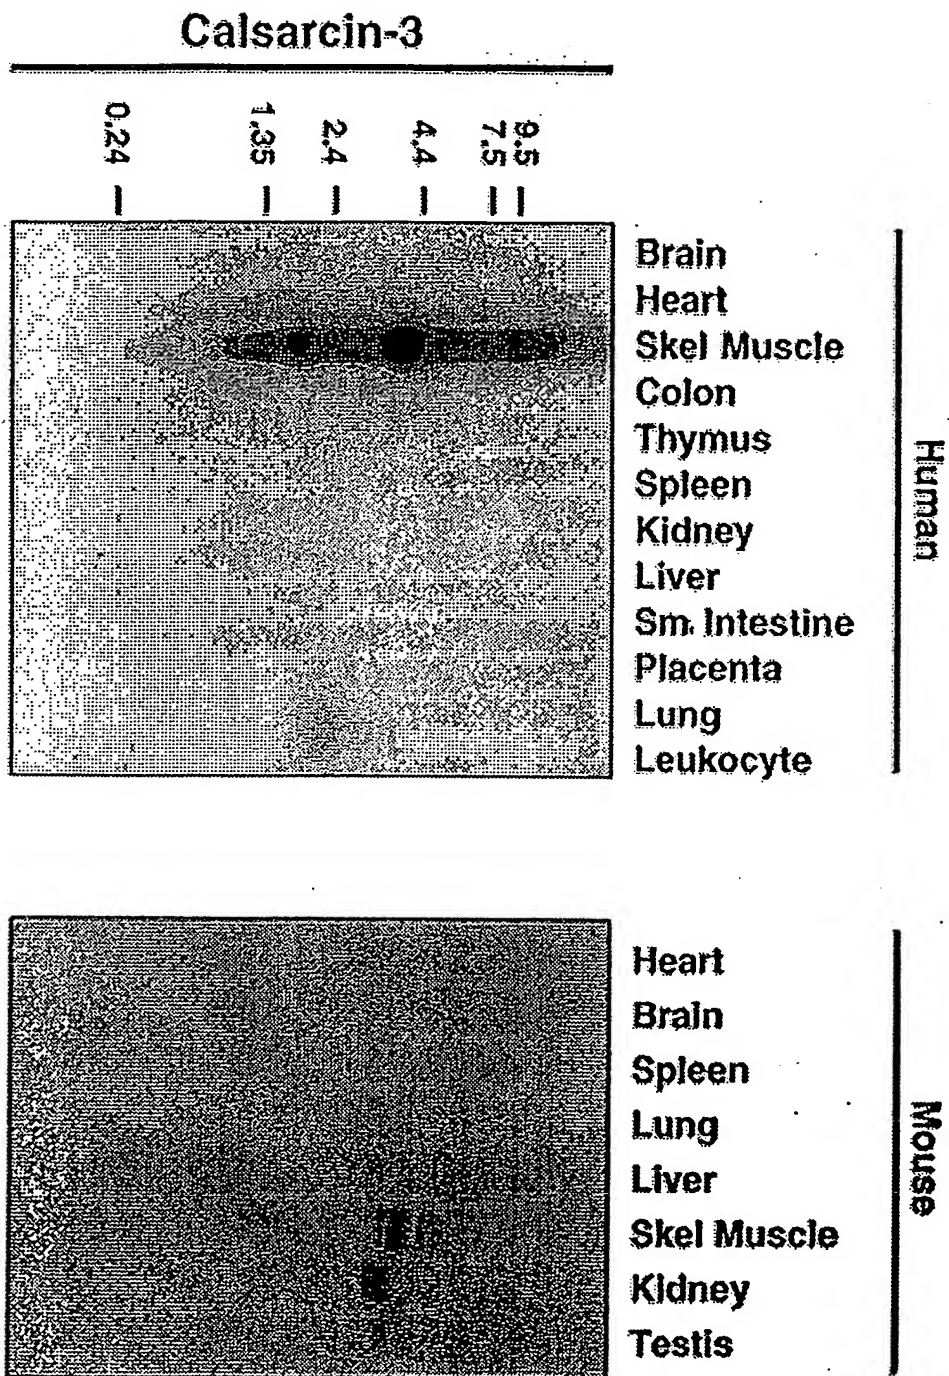 Calsarcin-3
0.24
1.35
2.4
4.4
7.5
9.5
Brain
Heart
Skel Muscle
Colon
Thymus
Spleen
Kidney
Liver
Sm. Intestine
Placenta
Lung
Leukocyte
Human
Heart
Brain
Spleen
Lung
Liver
Skel Muscle
Kidney
Testis
Mouse